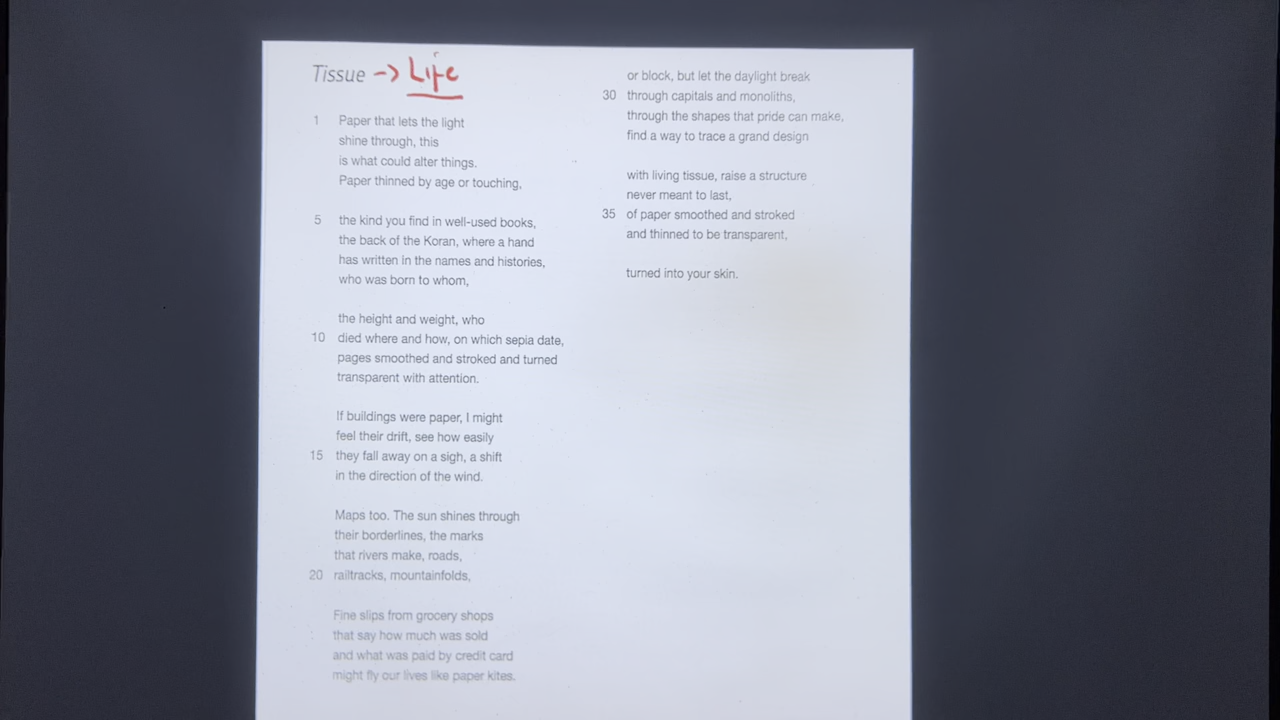 Tissue -> Life
1 Paper that lets the light
shine through, this
is what could alter things.
Paper thinned by age or touching,
5 the kind you find in well-used books,
the back of the Koran, where a hand
has written in the names and histories,
who was born to whom,
the height and weight, who
10 died where and how, on which sepia date,
pages smoothed and stroked and turned
transparent with attention.
If buildings were paper, I might
feel their drift, see how easily
15 they fall away on a sigh, a shift
in the direction of the wind.
Maps too. The sun shines through
their borderlines, the marks
that rivers make, roads,
20 railtracks, mountainfolds,
Fine slips from grocery shops
that say how much was sold
and what was paid by credit card
might fly our lives like paper kites.
or block, but let the daylight break
30 through capitals and monoliths,
through the shapes that pride can make,
find a way to trace a grand design
with living tissue, raise a structure
never meant to last,
35 of paper smoothed and stroked
and thinned to be transparent,
turned into your skin.